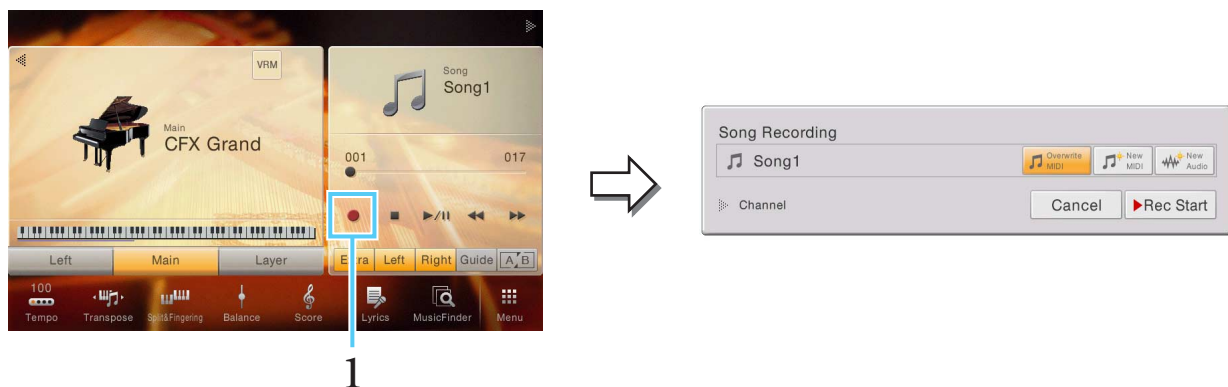 VRM
Main
CFX Grand
Song
Song1
001 017
Left Main Layer
Extra Left Right Guide A B
100
Tempo Transpose Split&Fingering Balance Score Lyrics MusicFinder Menu
1
Song Recording
Song1
Overwrite MIDI
New MIDI
New Audio
Channel
Cancel Rec Start